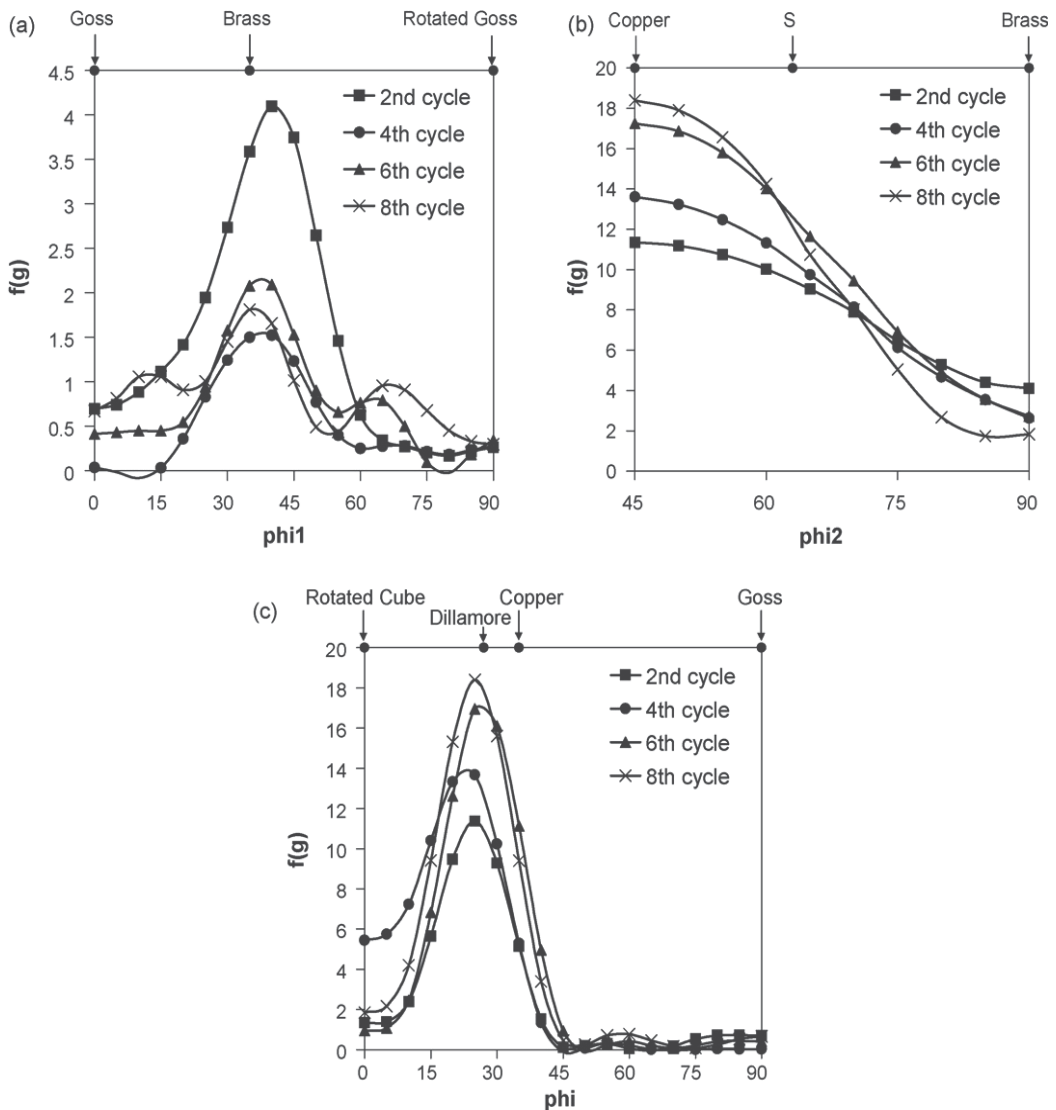 (a)
Goss Brass Rotated Goss
4.5
4
3.5
3
2.5
2
1.5
1
0.5
0
f(g)
2nd cycle
4th cycle
6th cycle
8th cycle
0 15 30 45 60 75 90
phi1
(b)
Copper S Brass
20
18
16
14
12
10
8
6
4
2
0
f(g)
2nd cycle
4th cycle
6th cycle
8th cycle
45 60 75 90
phi2
(c)
Rotated Cube Copper Goss
Dillamore
20
18
16
14
12
10
8
6
4
2
0
f(g)
2nd cycle
4th cycle
6th cycle
8th cycle
0 15 30 45 60 75 90
phi